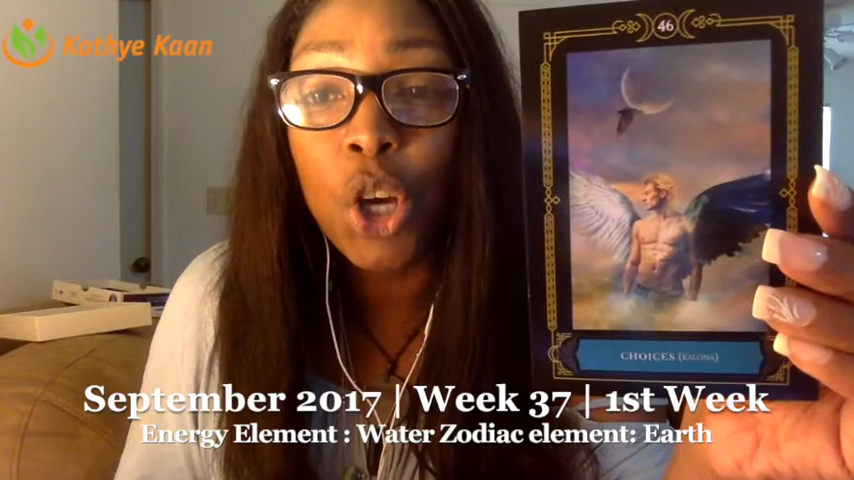 Kathye Kaan
46
CHOICES (KALONA)
September 2017 | Week 37 | 1st Week
Energy Element : Water Zodiac element: Earth